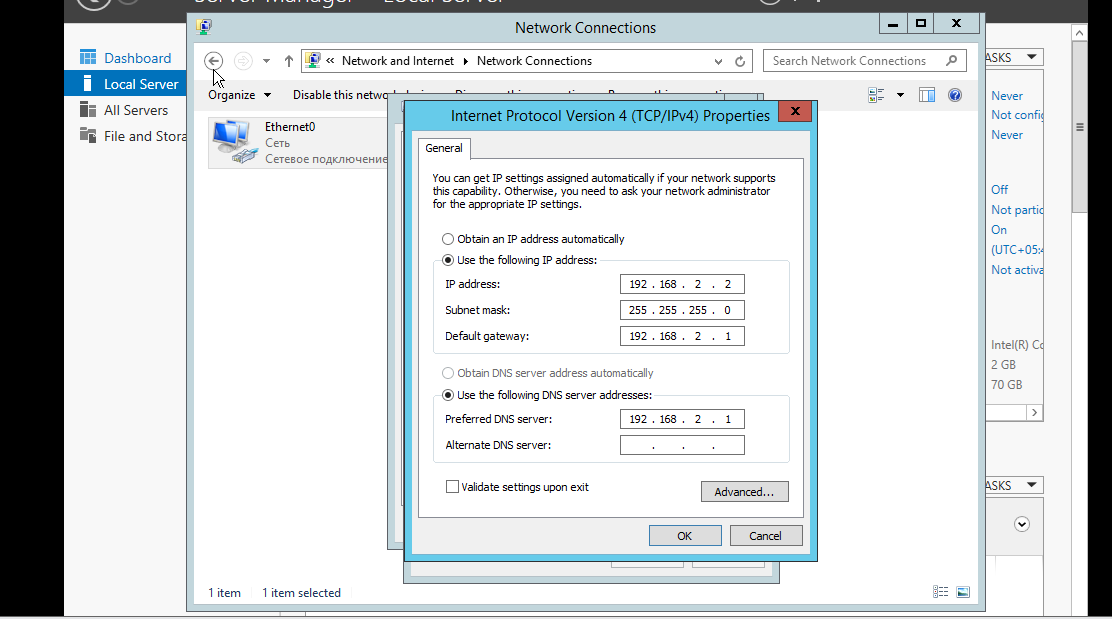 Server Manager · Local Server
Network Connections
Dashboard
Local Server
All Servers
File and Stora
« Network and Internet ▸ Network Connections
Search Network Connections
Organize
Disable this netwo
Ethernet0
Сеть
Сетевое подключение
Internet Protocol Version 4 (TCP/IPv4) Properties
General
You can get IP settings assigned automatically if your network supports
this capability. Otherwise, you need to ask your network administrator
for the appropriate IP settings.
Obtain an IP address automatically
Use the following IP address:
IP address: 192 . 168 . 2 . 2
Subnet mask: 255 . 255 . 255 . 0
Default gateway: 192 . 168 . 2 . 1
Obtain DNS server address automatically
Use the following DNS server addresses:
Preferred DNS server: 192 . 168 . 2 . 1
Alternate DNS server: . . .
Validate settings upon exit
Advanced...
OK
Cancel
1 item
1 item selected
ASKS
Never
Not config
Never
Off
Not partic
On
(UTC+05:
Not activa
Intel(R) Co
2 GB
70 GB
ASKS